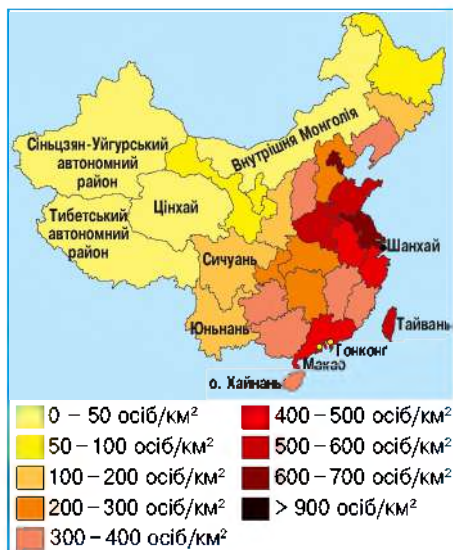 Сіньцзян-Уйгурський
автономний
район
Внутрішня Монголія
Тибетський
автономний
район
Цінхай
Сичуань
Шанхай
Юньнань
Тайвань
Гонконг
Макао
о. Хайнань
0 – 50 осіб/км²
50 – 100 осіб/км²
100 – 200 осіб/км²
200 – 300 осіб/км²
300 – 400 осіб/км²
400 – 500 осіб/км²
500 – 600 осіб/км²
600 – 700 осіб/км²
> 900 осіб/км²